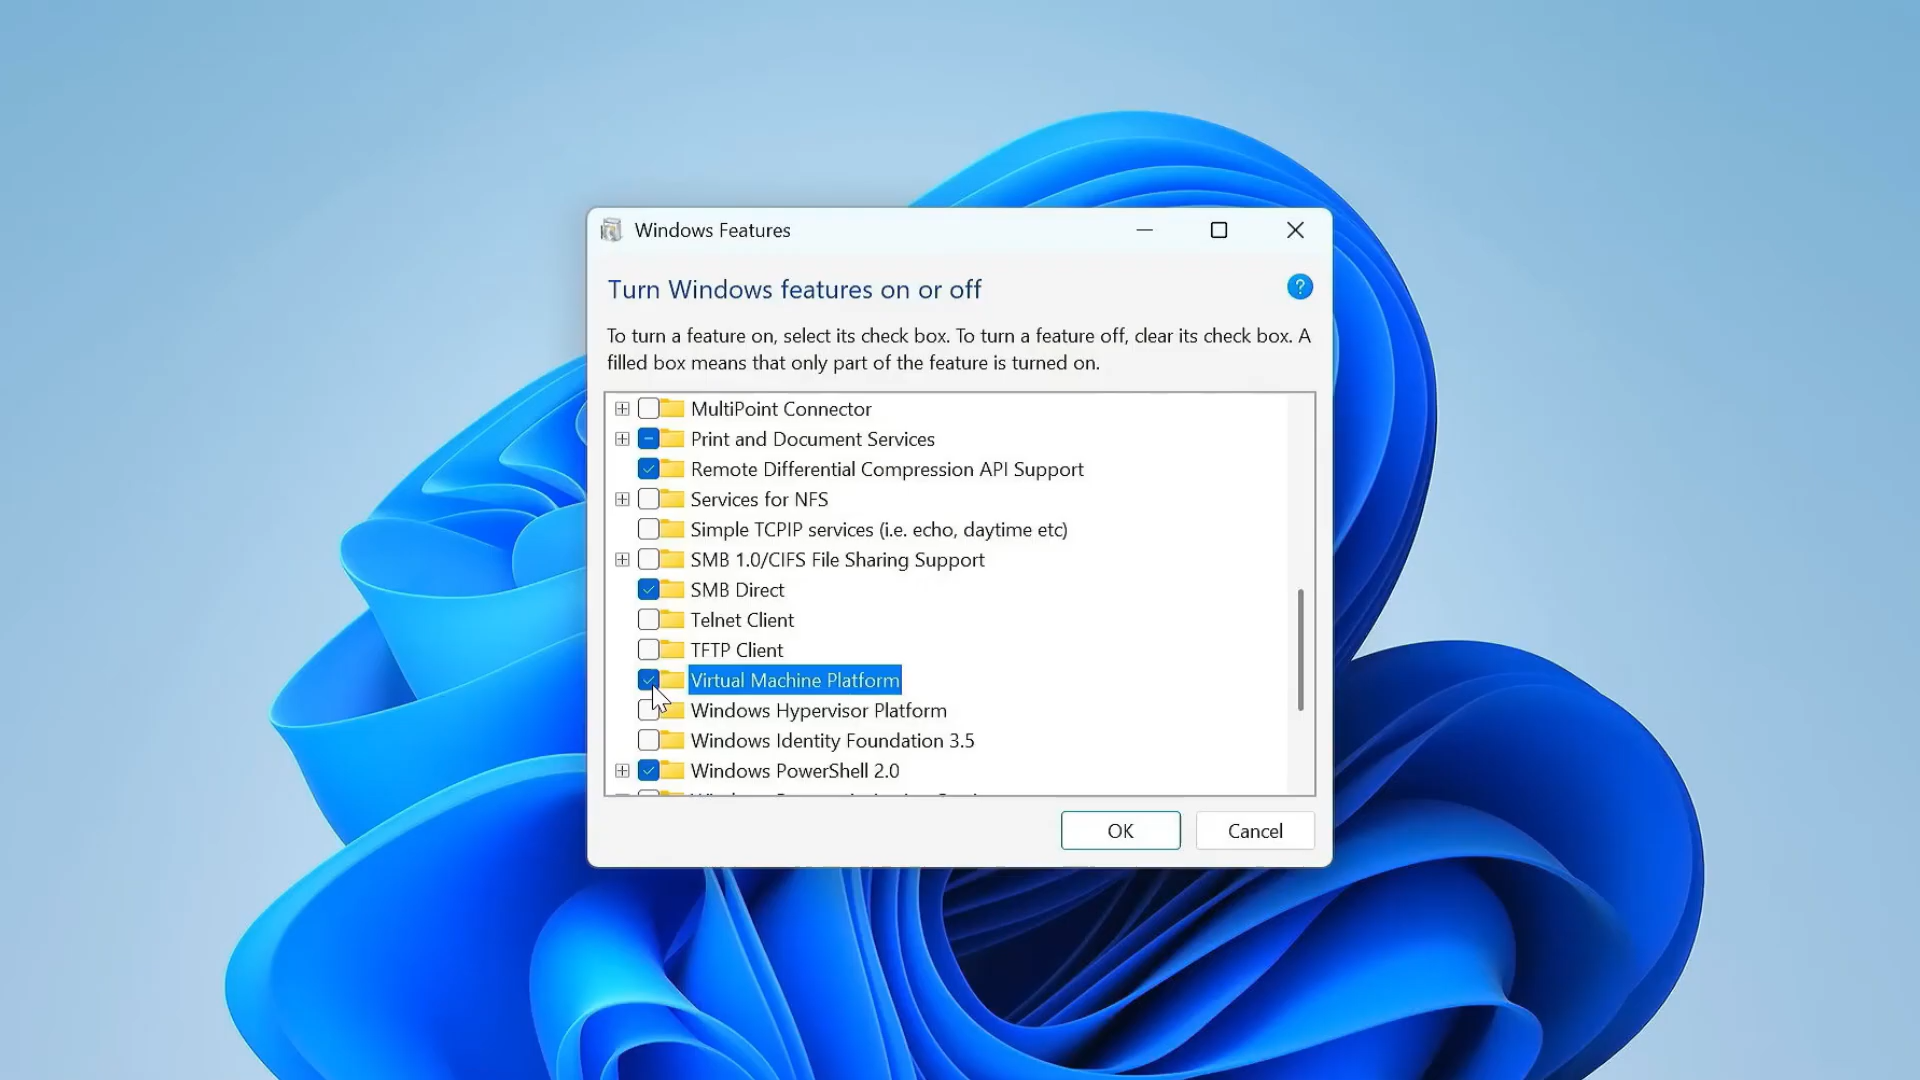 Windows Features
Turn Windows features on or off
?
To turn a feature on, select its check box. To turn a feature off, clear its check box. A
filled box means that only part of the feature is turned on.
MultiPoint Connector
Print and Document Services
Remote Differential Compression API Support
Services for NFS
Simple TCPIP services (i.e. echo, daytime etc)
SMB 1.0/CIFS File Sharing Support
SMB Direct
Telnet Client
TFTP Client
Virtual Machine Platform
Windows Hypervisor Platform
Windows Identity Foundation 3.5
Windows PowerShell 2.0
OK
Cancel